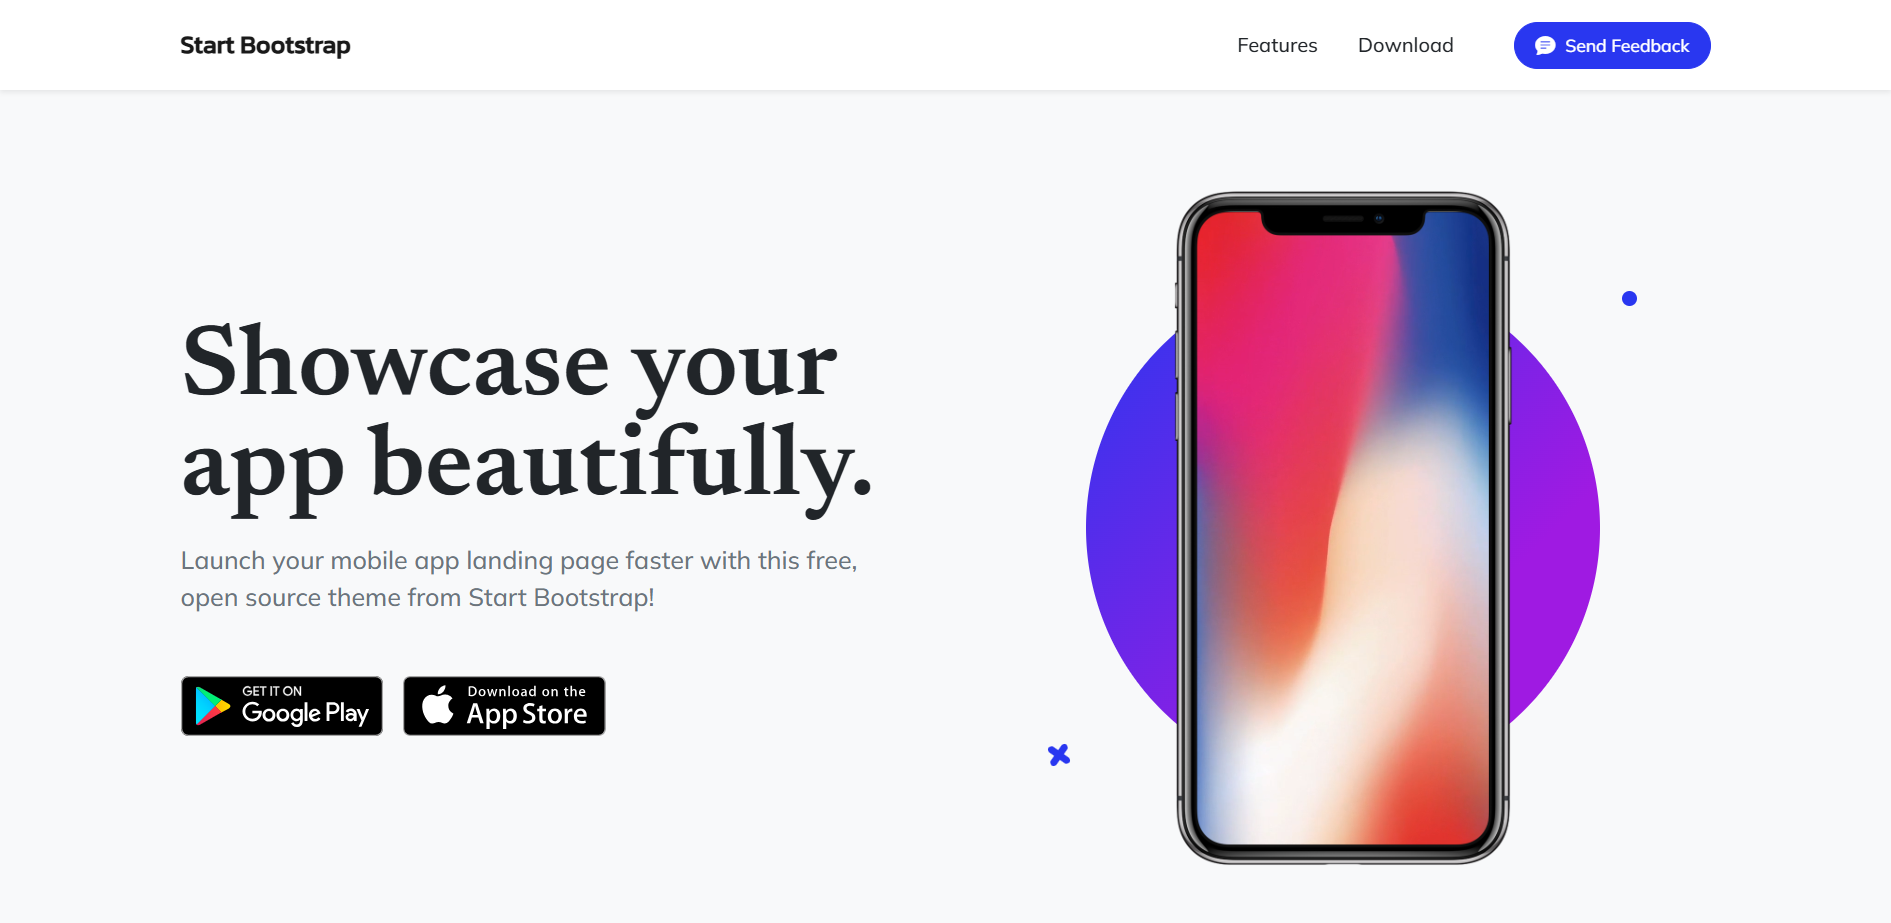 Start Bootstrap
Features
Download
Send Feedback
Showcase your
app beautifully.
Launch your mobile app landing page faster with this free,
open source theme from Start Bootstrap!
GET IT ON
Google Play
Download on the
App Store